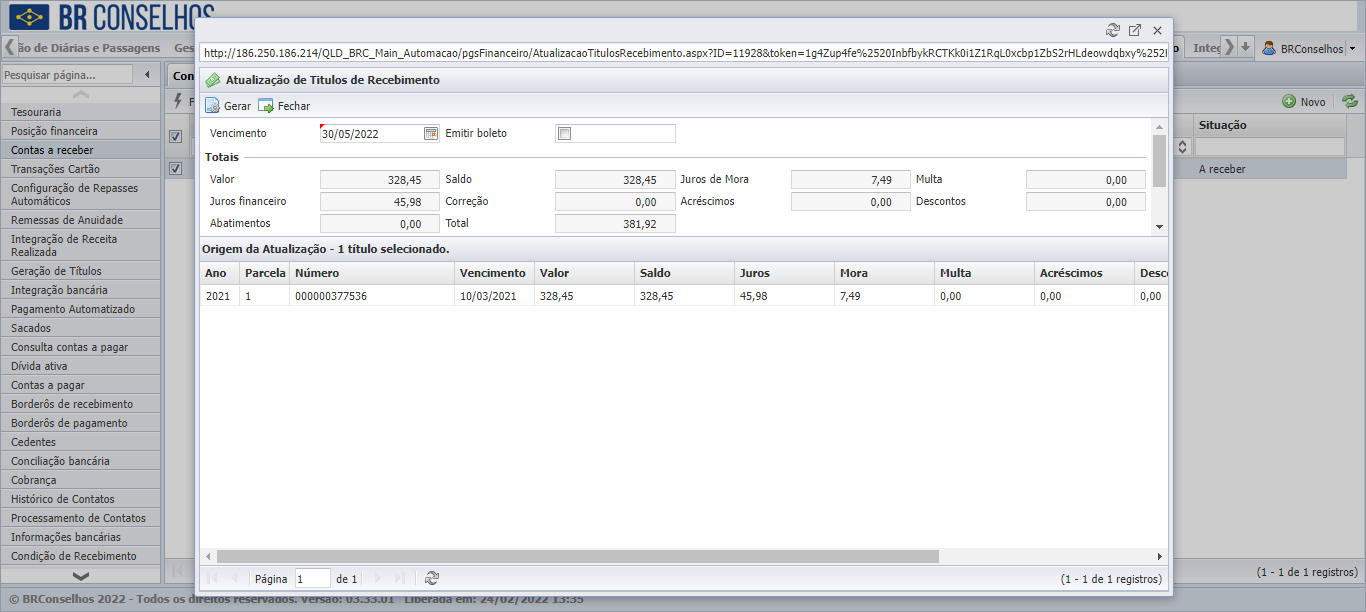 BR CONSELHOS
ão de Diárias e Passagens Ges
Integ
BRConselhos
http://186.250.186.214/QLD_BRC_Main_Automacao/pgsFinanceiro/AtualizacaoTitulosRecebimento.aspx?ID=11928&token=1g4Zup4fe%2520InbfbykRCTKk0i1Z1RqL0xcbp1ZbS2rHLdeowdqbxy%252
Pesquisar página...
Con
Atualização de Titulos de Recebimento
Gerar Fechar
Novo
Tesouraria
Posição financeira
Contas a receber
Transações Cartão
Configuração de Repasses
Automáticos
Remessas de Anuidade
Integração de Receita
Realizada
Geração de Títulos
Integração bancária
Pagamento Automatizado
Sacados
Consulta contas a pagar
Dívida ativa
Contas a pagar
Borderôs de recebimento
Borderôs de pagamento
Cedentes
Conciliação bancária
Cobrança
Histórico de Contatos
Processamento de Contatos
Informações bancárias
Condição de Recebimento
Vencimento 30/05/2022 Emitir boleto
Totais
Valor 328,45 Saldo 328,45 Juros de Mora 7,49 Multa 0,00
Juros financeiro 45,98 Correção 0,00 Acréscimos 0,00 Descontos 0,00
Abatimentos 0,00 Total 381,92
Origem da Atualização - 1 título selecionado.
Ano Parcela Número Vencimento Valor Saldo Juros Mora Multa Acréscimos Desc
2021 1 000000377536 10/03/2021 328,45 328,45 45,98 7,49 0,00 0,00 0,00
Situação
A receber
Página 1 de 1
(1 - 1 de 1 registros)
(1 - 1 de 1 registros)
© BRConselhos 2022 - Todos os direitos reservados. Versão: 03.33.01 Liberada em: 24/02/2022 13:35